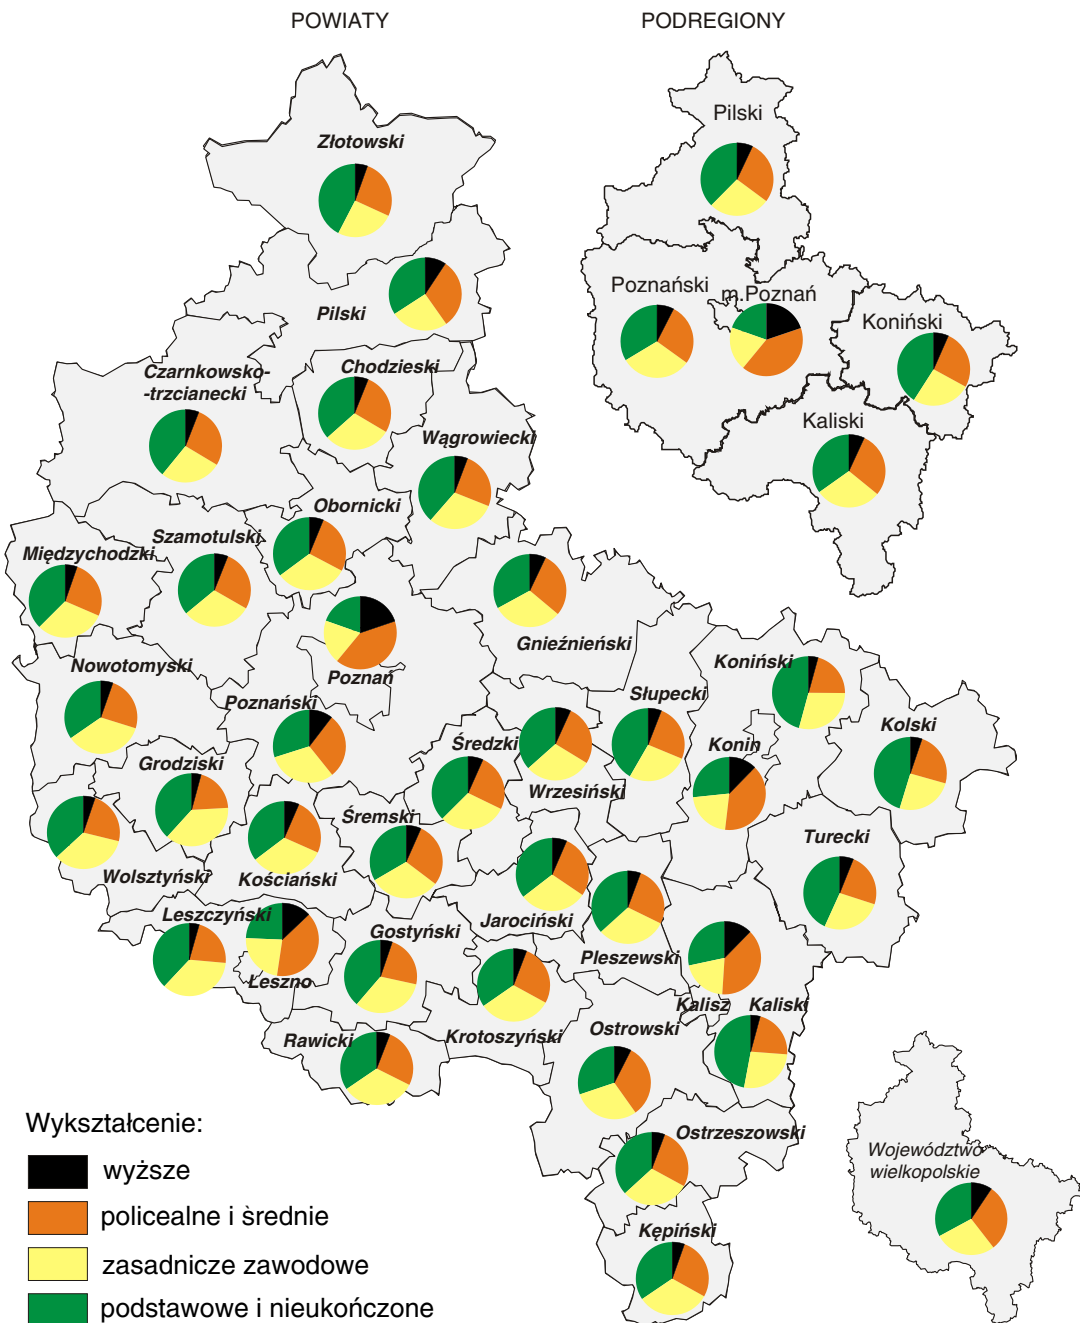 POWIATY
PODREGIONY
Złotowski
Pilski
Pilski
Poznański
m.Poznań
Koniński
Kaliski
Czarnkowsko-
-trzcianecki
Chodzieski
Wągrowiecki
Obornicki
Szamotulski
Międzychodzki
Gnieźnieński
Poznań
Nowotomyski
Poznański
Koniński
Słupecki
Kolski
Średzki
Konin
Grodziski
Wrzesiński
Śremski
Turecki
Wolsztyński
Kościański
Leszczyński
Gostyński
Jarociński
Pleszewski
Leszno
Kalisz
Kaliski
Rawicki
Krotoszyński
Ostrowski
Ostrzeszowski
Kępiński
Województwo
wielkopolskie
Wykształcenie:
wyższe
policealne i średnie
zasadnicze zawodowe
podstawowe i nieukończone